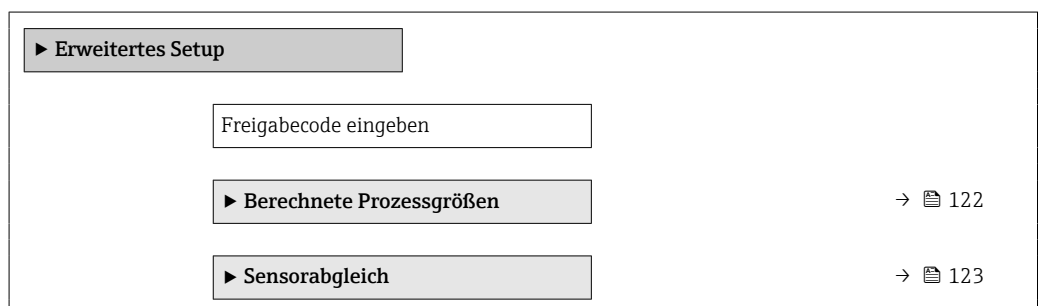 ▶ Erweitertes Setup
Freigabecode eingeben
▶ Berechnete Prozessgrößen → 122
▶ Sensorabgleich → 123